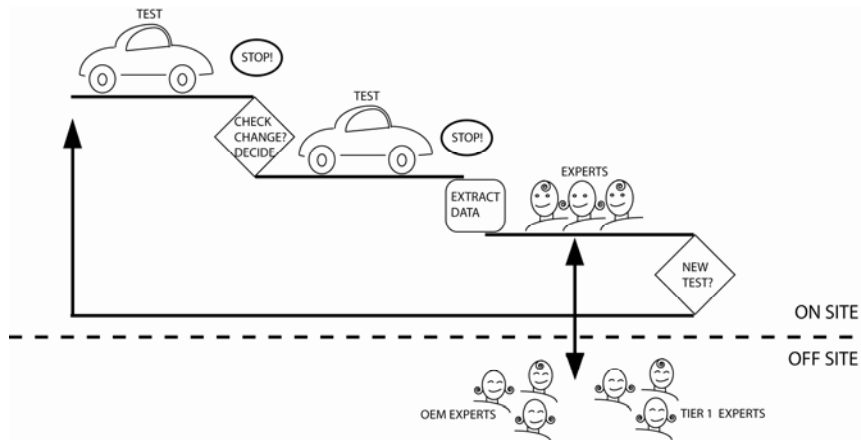 TEST
STOP!
CHECK
CHANGE?
DECIDE
TEST
STOP!
EXTRACT
DATA
EXPERTS
NEW
TEST?
ON SITE
OFF SITE
OEM EXPERTS
TIER 1 EXPERTS